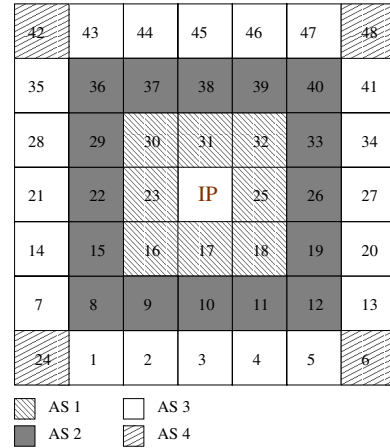 42 43 44 45 46 47 48
35 36 37 38 39 40 41
28 29 30 31 32 33 34
21 22 23 IP 25 26 27
14 15 16 17 18 19 20
7 8 9 10 11 12 13
24 1 2 3 4 5 6
AS 1 AS 3
AS 2 AS 4